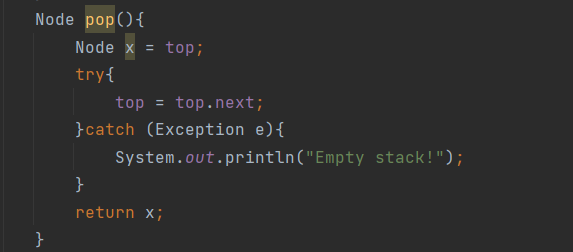 Node pop(){
    Node x = top;
    try{
        top = top.next;
    }catch (Exception e){
        System.out.println("Empty stack!");
    }
    return x;
}